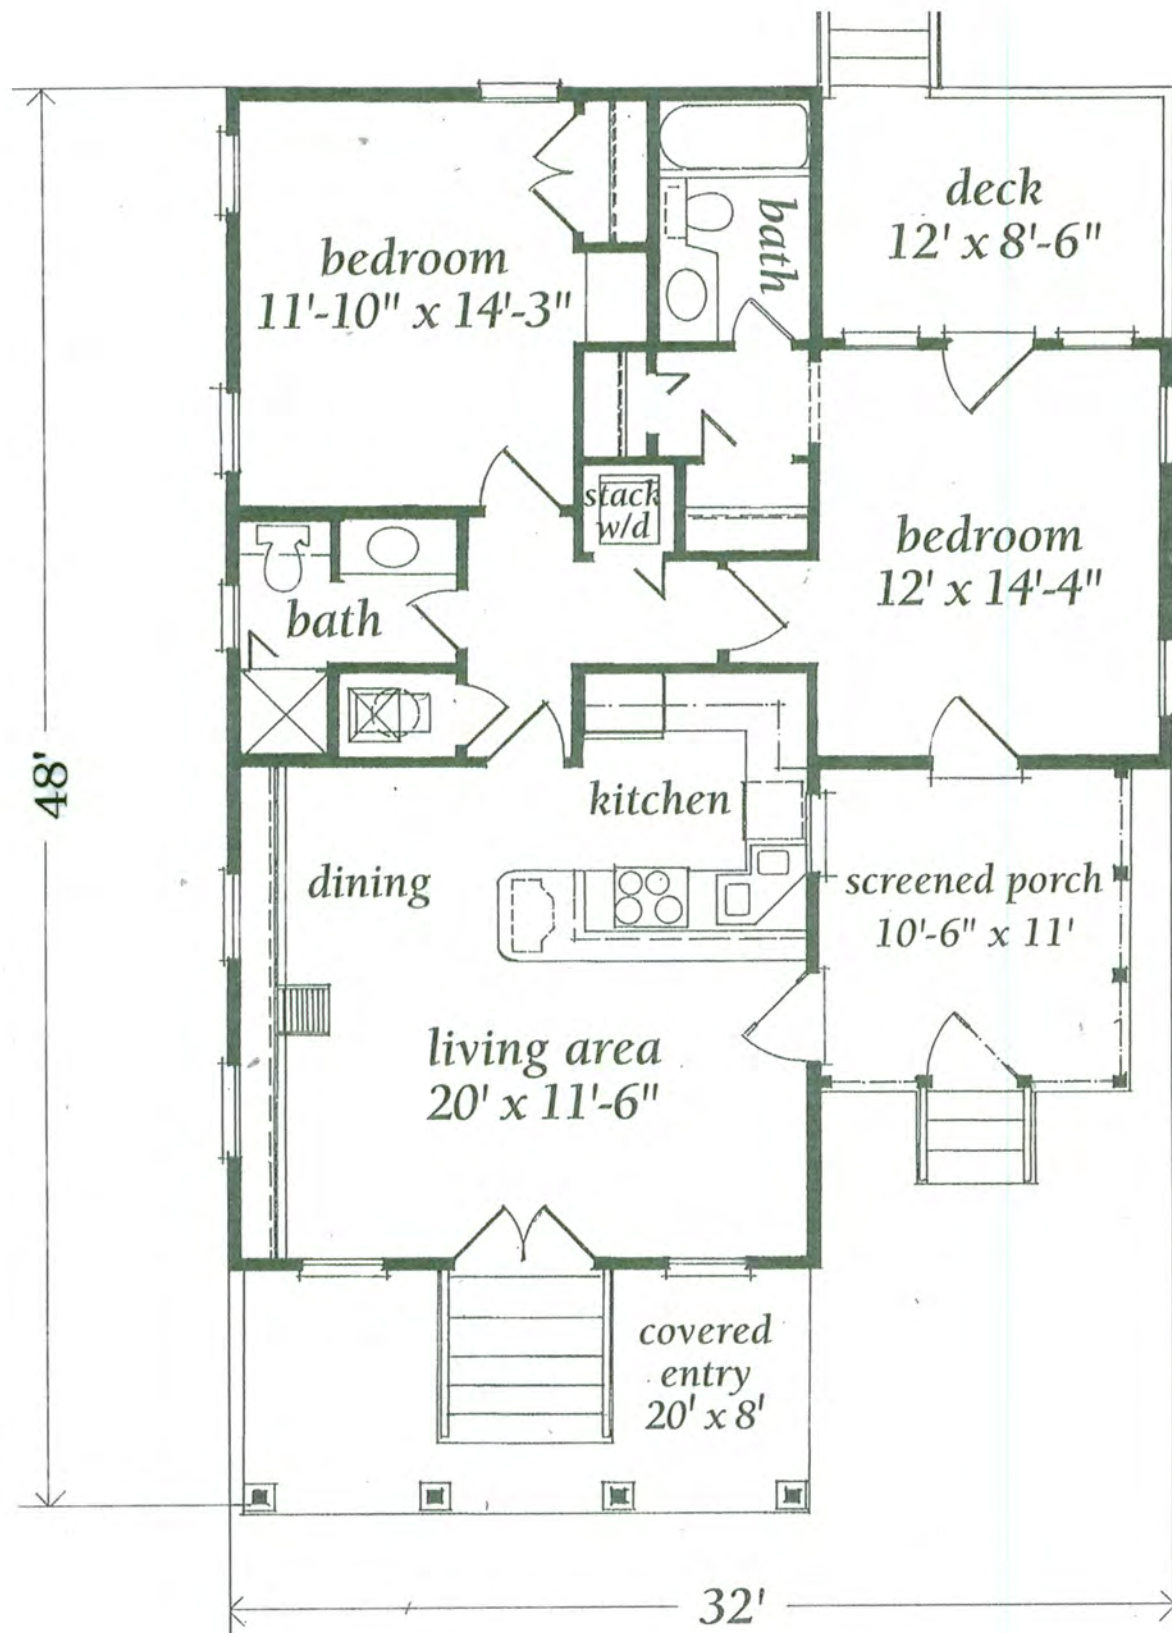 deck
12' x 8'-6"
bath
bedroom
11'-10" x 14'-3"
stack
w/d
bedroom
12' x 14'-4"
bath
48'
kitchen
dining
screened porch
10'-6" x 11'
living area
20' x 11'-6"
covered
entry
20' x 8'
32'